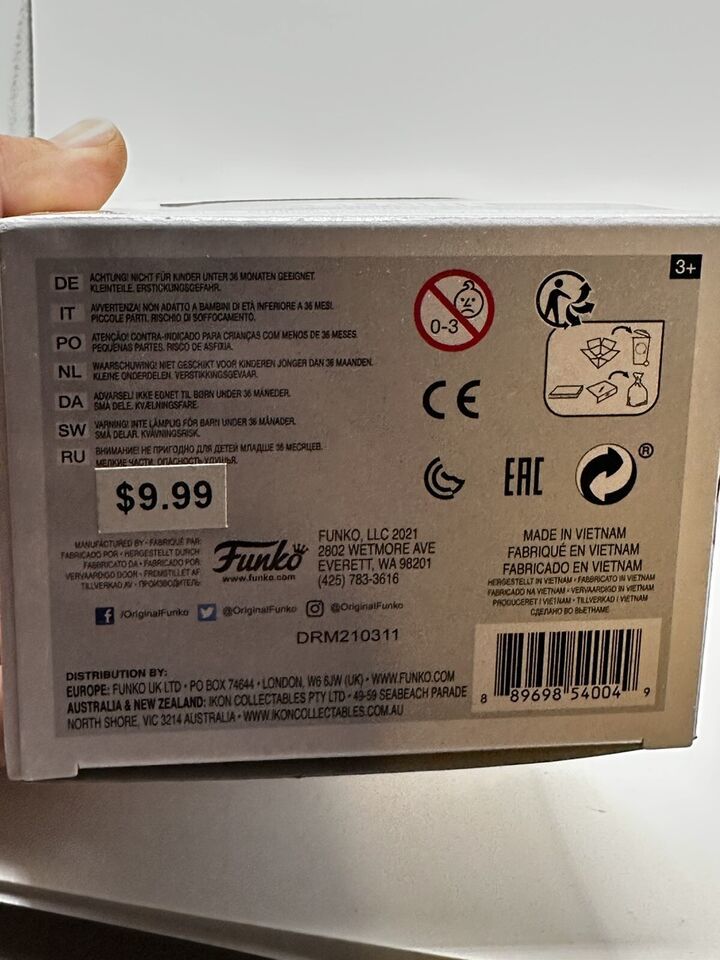 3+
DE ACHTUNG! NICHT FÜR KINDER UNTER 36 MONATEN GEEIGNET.
KLEINTEILE. ERSTICKUNGSGEFAHR.
IT AVVERTENZA! NON ADATTO A BAMBINI DI ETÀ INFERIORE A 36 MESI.
PICCOLE PARTI. RISCHIO DI SOFFOCAMENTO.
PO ATENÇÃO! CONTRA-INDICADO PARA CRIANÇAS COM MENOS DE 36 MESES.
PEQUENAS PARTES. RISCO DE ASFIXIA.
NL WAARSCHUWING! NIET GESCHIKT VOOR KINDEREN JONGER DAN 36 MAANDEN.
KLEINE ONDERDELEN. VERSTIKKINGSGEVAAR.
DA ADVARSEL! IKKE EGNET TIL BØRN UNDER 36 MÅNEDER.
SMÅ DELE. KVÆLNINGSFARE.
SW VARNING! INTE LÄMPLIG FÖR BARN UNDER 36 MÅNADER.
SMÅ DELAR. KVÄVNINGSRISK.
RU ВНИМАНИЕ! НЕ ПРИГОДНО ДЛЯ ДЕТЕЙ МЛАДШЕ 36 МЕСЯЦЕВ.
МЕЛКИЕ ЧАСТИ. ОПАСНОСТЬ УДУШЬЯ.
0-3
CE
EAC
®
$9.99
MANUFACTURED BY • FABRIQUÉ PAR:
FABRICADO POR • HERGESTELLT DURCH
FABBRICATO DA • FABRICADO POR:
VERVAARDIGD DOOR • FREMSTILLET AF
TILLVERKAD AV • ПРОИЗВОДИТЕЛЬ:
Funko
www.funko.com
FUNKO, LLC 2021
2802 WETMORE AVE
EVERETT, WA 98201
(425) 783-3616
MADE IN VIETNAM
FABRIQUÉ EN VIETNAM
FABRICADO EN VIETNAM
HERGESTELLT IN VIETNAM • FABBRICATO IN VIETNAM
FABRICADO NA VIETNAM • VERVAARDIGD IN VIETNAM
PRODUCERET I VIETNAM • TILLVERKAD I VIETNAM
СДЕЛАНО ВО ВЬЕТНАМЕ
/OriginalFunko @OriginalFunko @OriginalFunko
DRM210311
8 89698 54004 9
DISTRIBUTION BY:
EUROPE: FUNKO UK LTD • PO BOX 74644 • LONDON, W6 6JW (UK) • WWW.FUNKO.COM
AUSTRALIA & NEW ZEALAND: IKON COLLECTABLES PTY LTD • 49-59 SEABEACH PARADE
NORTH SHORE, VIC 3214 AUSTRALIA • WWW.IKONCOLLECTABLES.COM.AU